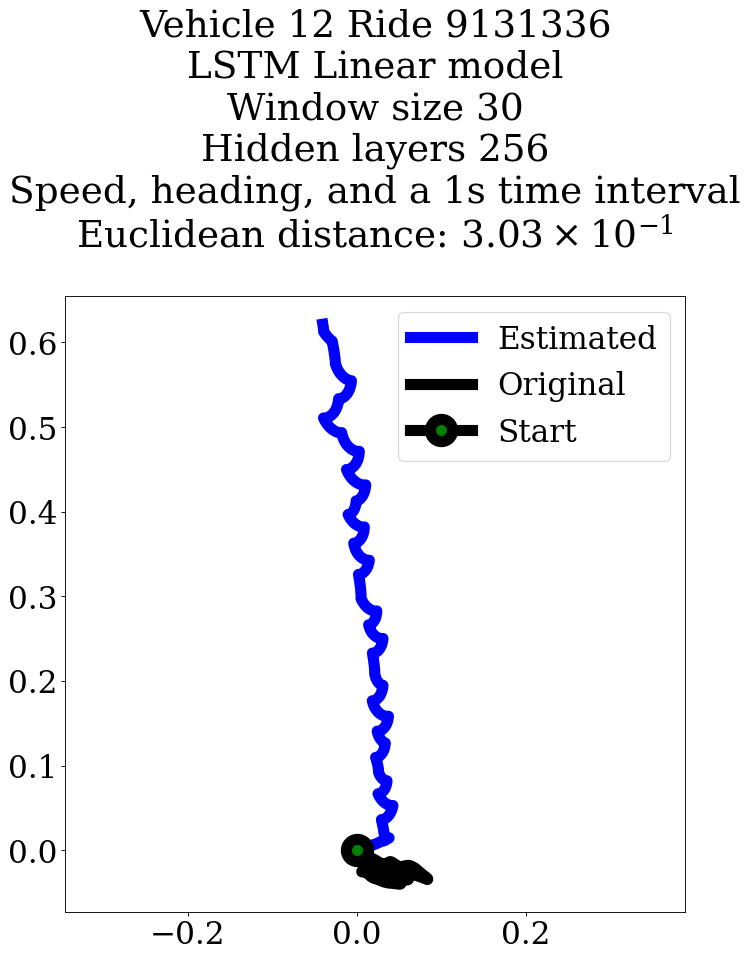 Vehicle 12 Ride 9131336
LSTM Linear model
Window size 30
Hidden layers 256
Speed, heading, and a 1s time interval
Euclidean distance: 3.03 × 10⁻¹
Estimated
Original
Start
0.6
0.5
0.4
0.3
0.2
0.1
0.0
−0.2 0.0 0.2